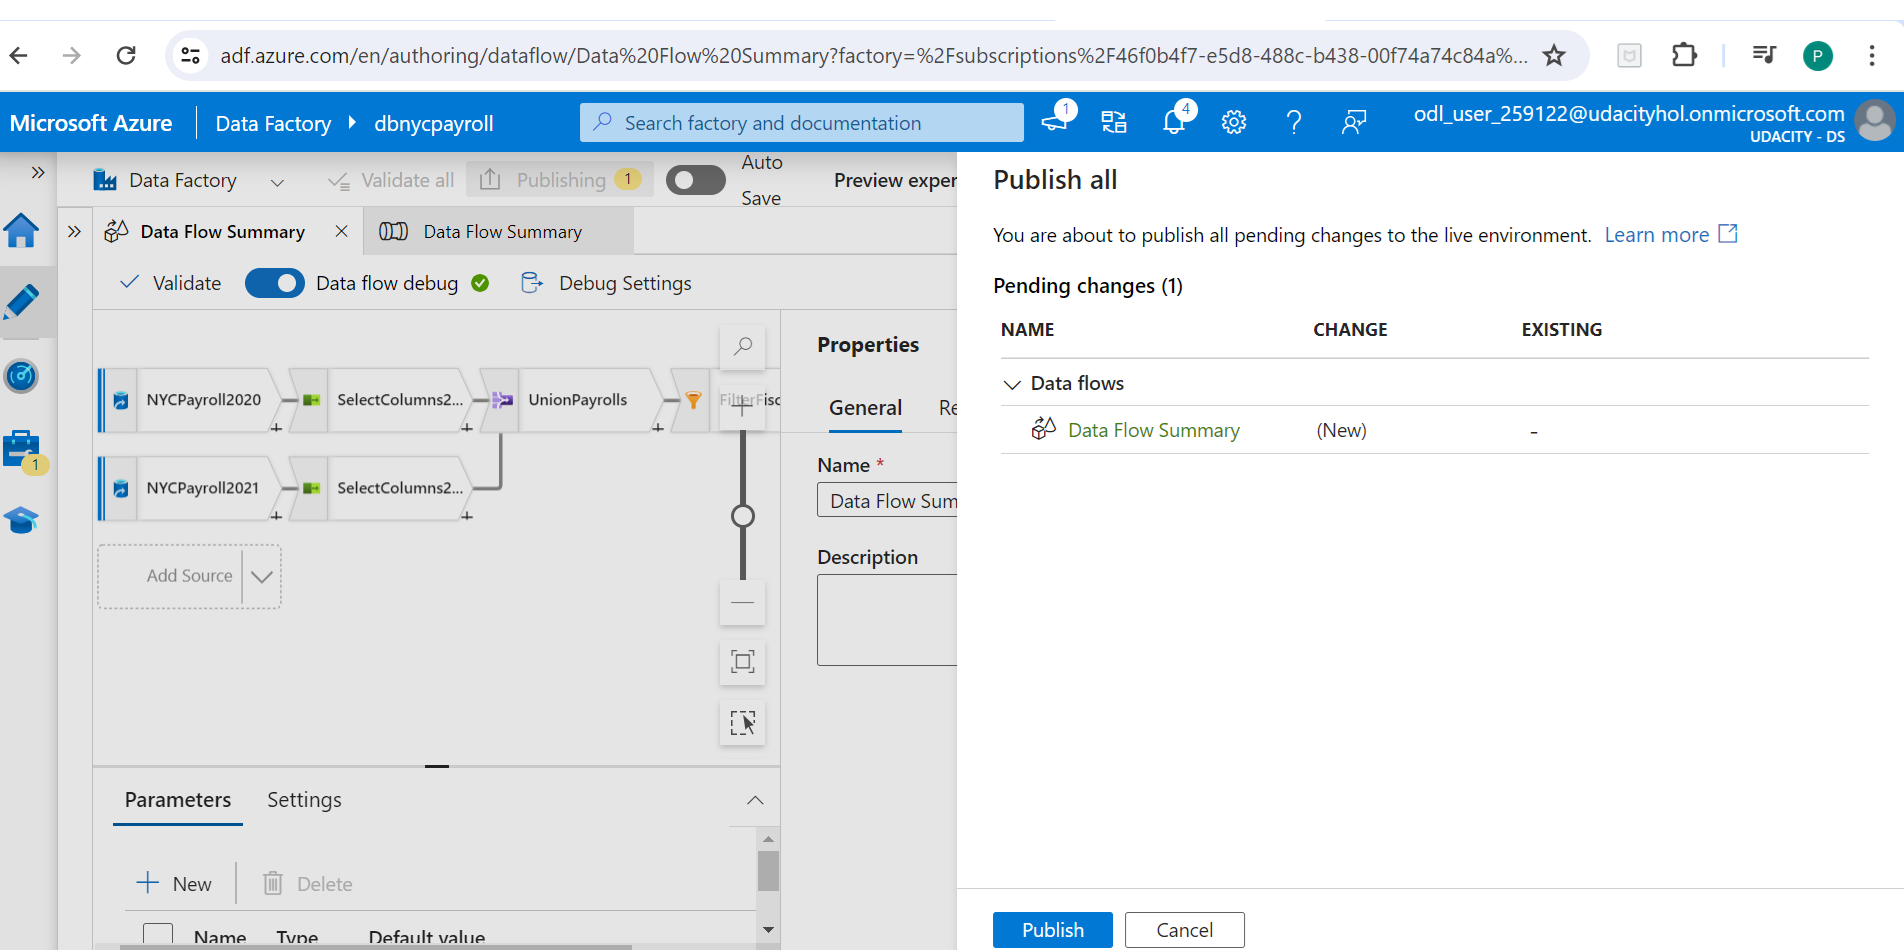 adf.azure.com/en/authoring/dataflow/Data%20Flow%20Summary?factory=%2Fsubscriptions%2F46f0b4f7-e5d8-488c-b438-00f74a74c84a%...
P
Microsoft Azure
Data Factory
dbnycpayroll
Search factory and documentation
1
4
odl_user_259122@udacityhol.onmicrosoft.com
UDACITY - DS
Data Factory
Validate all
Publishing
1
Auto
Save
Preview exper
Data Flow Summary
Data Flow Summary
Validate
Data flow debug
Debug Settings
NYCPayroll2020
SelectColumns2...
UnionPayrolls
FilterFisc
NYCPayroll2021
SelectColumns2...
Add Source
1
Properties
General
Re
Name *
Data Flow Sum
Description
Parameters
Settings
New
Delete
Name
Type
Default value
Publish all
You are about to publish all pending changes to the live environment. Learn more
Pending changes (1)
NAME
CHANGE
EXISTING
Data flows
Data Flow Summary
(New)
-
Publish
Cancel